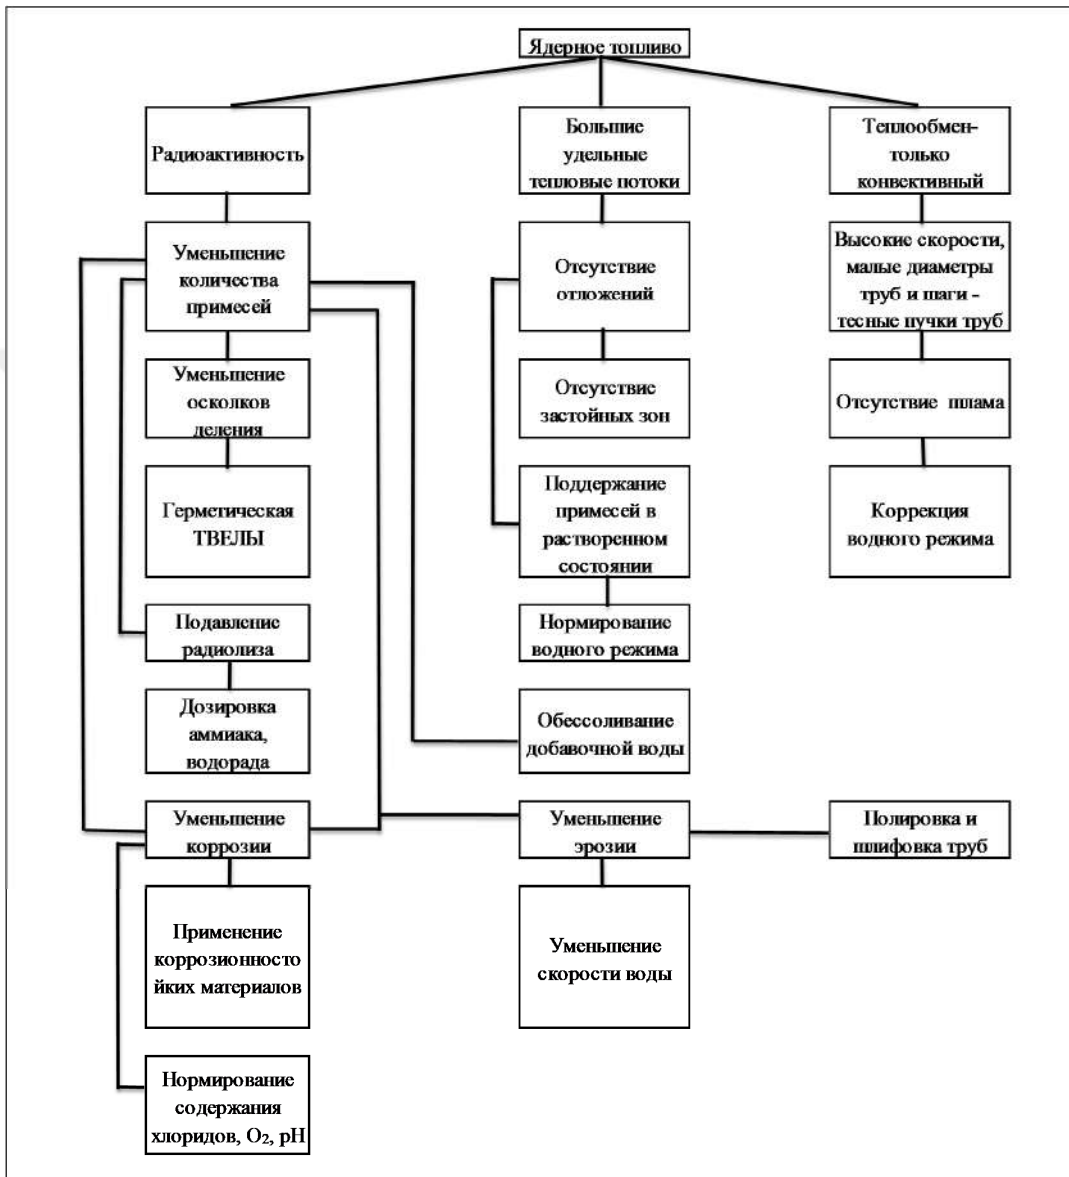 Ядерное топливо
Радиоактивность
Большие
удельные
тепловые потоки
Теплообмен-
только
конвективный
Уменьшение
количества
примесей
Отсутствие
отложений
Высокие скорости,
малые диаметры
труб и шаги -
тесные пучки труб
Уменьшение
осколков
деления
Отсутствие
застойных зон
Отсутствие шлама
Герметическая
ТВЕЛЫ
Поддержание
примесей в
растворенном
состоянии
Коррекция
водного режима
Подавление
радиолиза
Нормирование
водного режима
Дозировка
аммиака,
водорада
Обессоливание
добавочной воды
Уменьшение
коррозии
Уменьшение
эрозии
Полировка и
шлифовка труб
Применение
коррозионносто
йких материалов
Уменьшение
скорости воды
Нормирование
содержания
хлоридов, O₂, pH